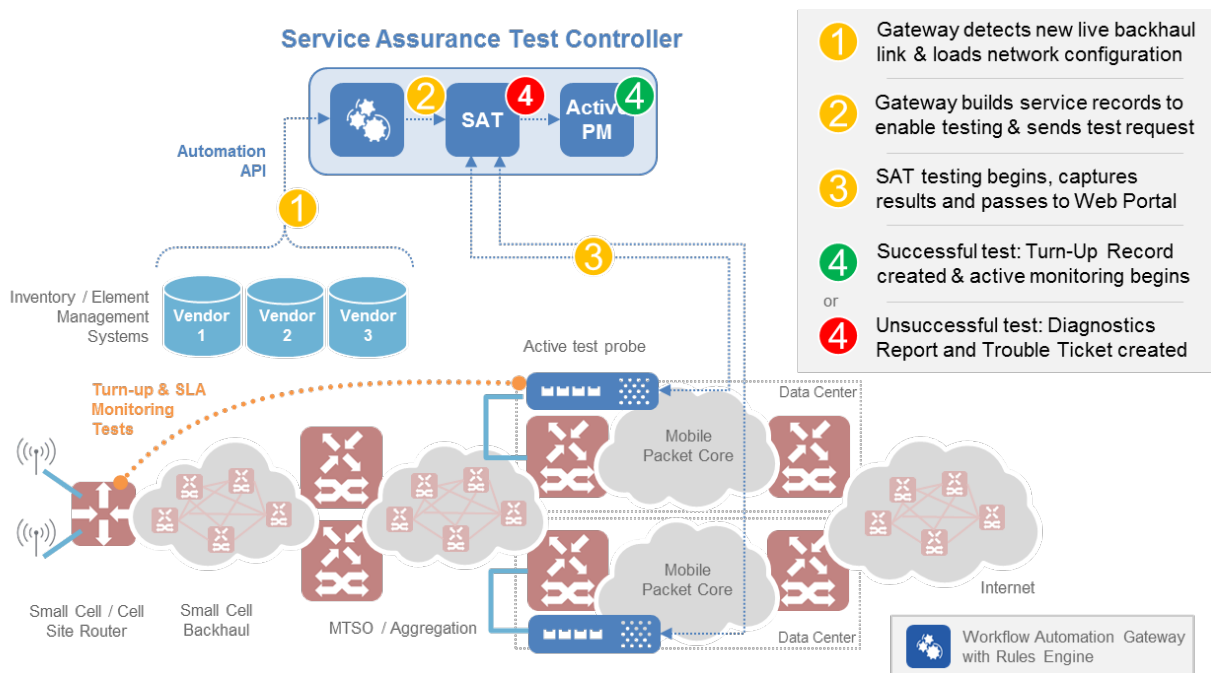 Service Assurance Test Controller
2
4
4
SAT
Active
PM
Automation
API
1
3
Inventory / Element
Management
Systems
Vendor
1
Vendor
2
Vendor
3
1
Gateway detects new live backhaul
link & loads network configuration
2
Gateway builds service records to
enable testing & sends test request
3
SAT testing begins, captures
results and passes to Web Portal
4
Successful test: Turn-Up Record
created & active monitoring begins
or
4
Unsuccessful test: Diagnostics
Report and Trouble Ticket created
Active test probe
Turn-up & SLA
Monitoring
Tests
Data Center
Mobile
Packet Core
Mobile
Packet Core
Data Center
Internet
Small Cell / Cell
Site Router
Small Cell
Backhaul
MTSO / Aggregation
Workflow Automation Gateway
with Rules Engine